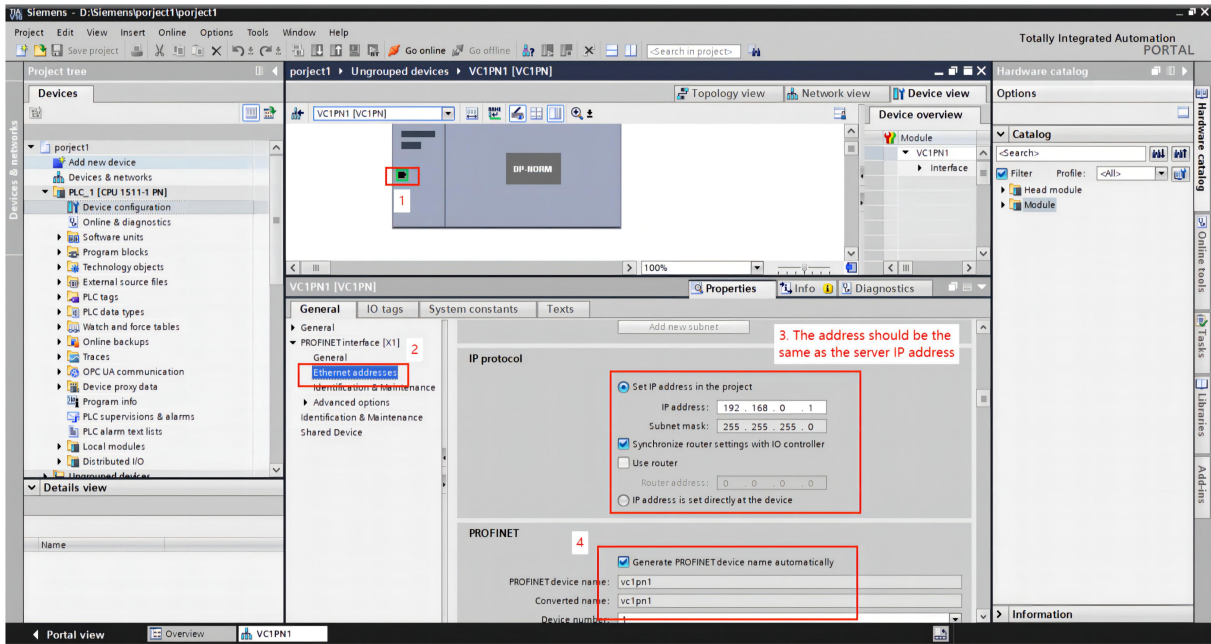 Siemens - D:\Siemens\porject1\porject1
Project Edit View Insert Online Options Tools Window Help
Totally Integrated Automation
PORTAL
Save project
Go online
Go offline
<Search in project>
Project tree
Devices
Devices & networks
porject1
Add new device
Devices & networks
PLC_1 [CPU 1511-1 PN]
Device configuration
Online & diagnostics
Software units
Program blocks
Technology objects
External source files
PLC tags
PLC data types
Watch and force tables
Online backups
Traces
OPC UA communication
Device proxy data
Program info
PLC supervisions & alarms
PLC alarm text lists
Local modules
Distributed I/O
Ungrouped devices
Details view
Name
porject1 Ungrouped devices VC1PN1 [VC1PN]
Topology view
Network view
Device view
VC1PN1 [VC1PN]
DP-NORM
1
100%
Device overview
Module
VC1PN1
Interface
VC1PN1 [VC1PN]
Properties
Info
Diagnostics
General
IO tags
System constants
Texts
General
PROFINET interface [X1]
2
General
Ethernet addresses
Identification & Maintenance
Advanced options
Identification & Maintenance
Shared Device
Add new subnet
3. The address should be the
same as the server IP address
IP protocol
Set IP address in the project
IP address: 192 . 168 . 0 . 1
Subnet mask: 255 . 255 . 255 . 0
Synchronize router settings with IO controller
Use router
Router address: 0 . 0 . 0 . 0
IP address is set directly at the device
PROFINET
4
Generate PROFINET device name automatically
PROFINET device name: vc1pn1
Converted name: vc1pn1
Device number: 1
Hardware catalog
Options
Catalog
<Search>
Filter
Profile: <All>
Head module
Module
Information
Hardware catalog
Online tools
Tasks
Libraries
Add-ins
Portal view
Overview
VC1PN1